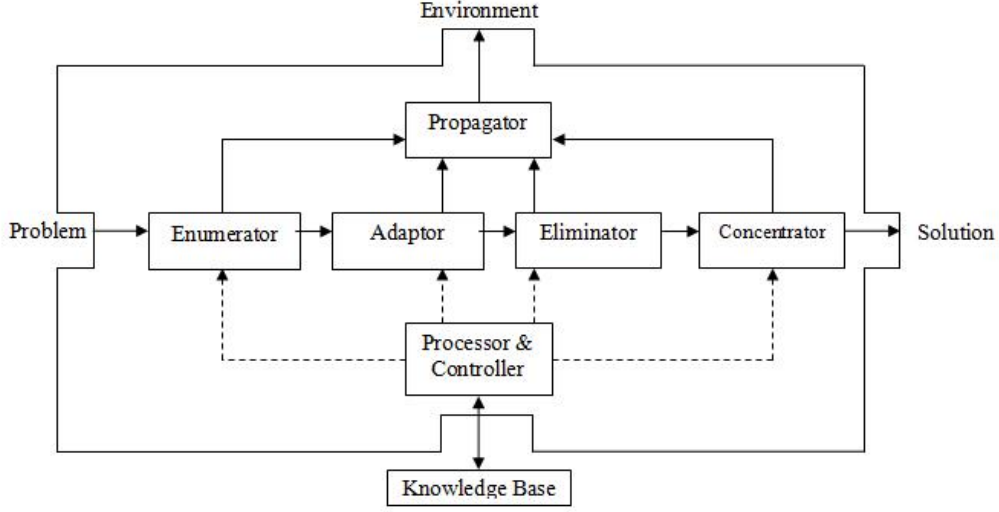 Environment
Propagator
Problem
Enumerator
Adaptor
Eliminator
Concentrator
Solution
Processor &
Controller
Knowledge Base